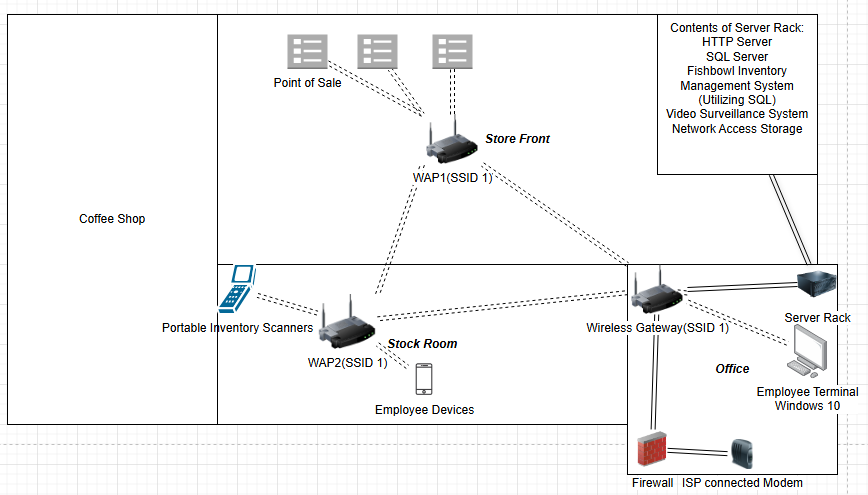 Contents of Server Rack:
HTTP Server
SQL Server
Fishbowl Inventory
Management System
(Utilizing SQL)
Video Surveillance System
Network Access Storage
Point of Sale
Store Front
WAP1(SSID 1)
Coffee Shop
Portable Inventory Scanners
WAP2(SSID 1)
Stock Room
Employee Devices
Wireless Gateway(SSID 1)
Server Rack
Office
Employee Terminal
Windows 10
Firewall
ISP connected Modem